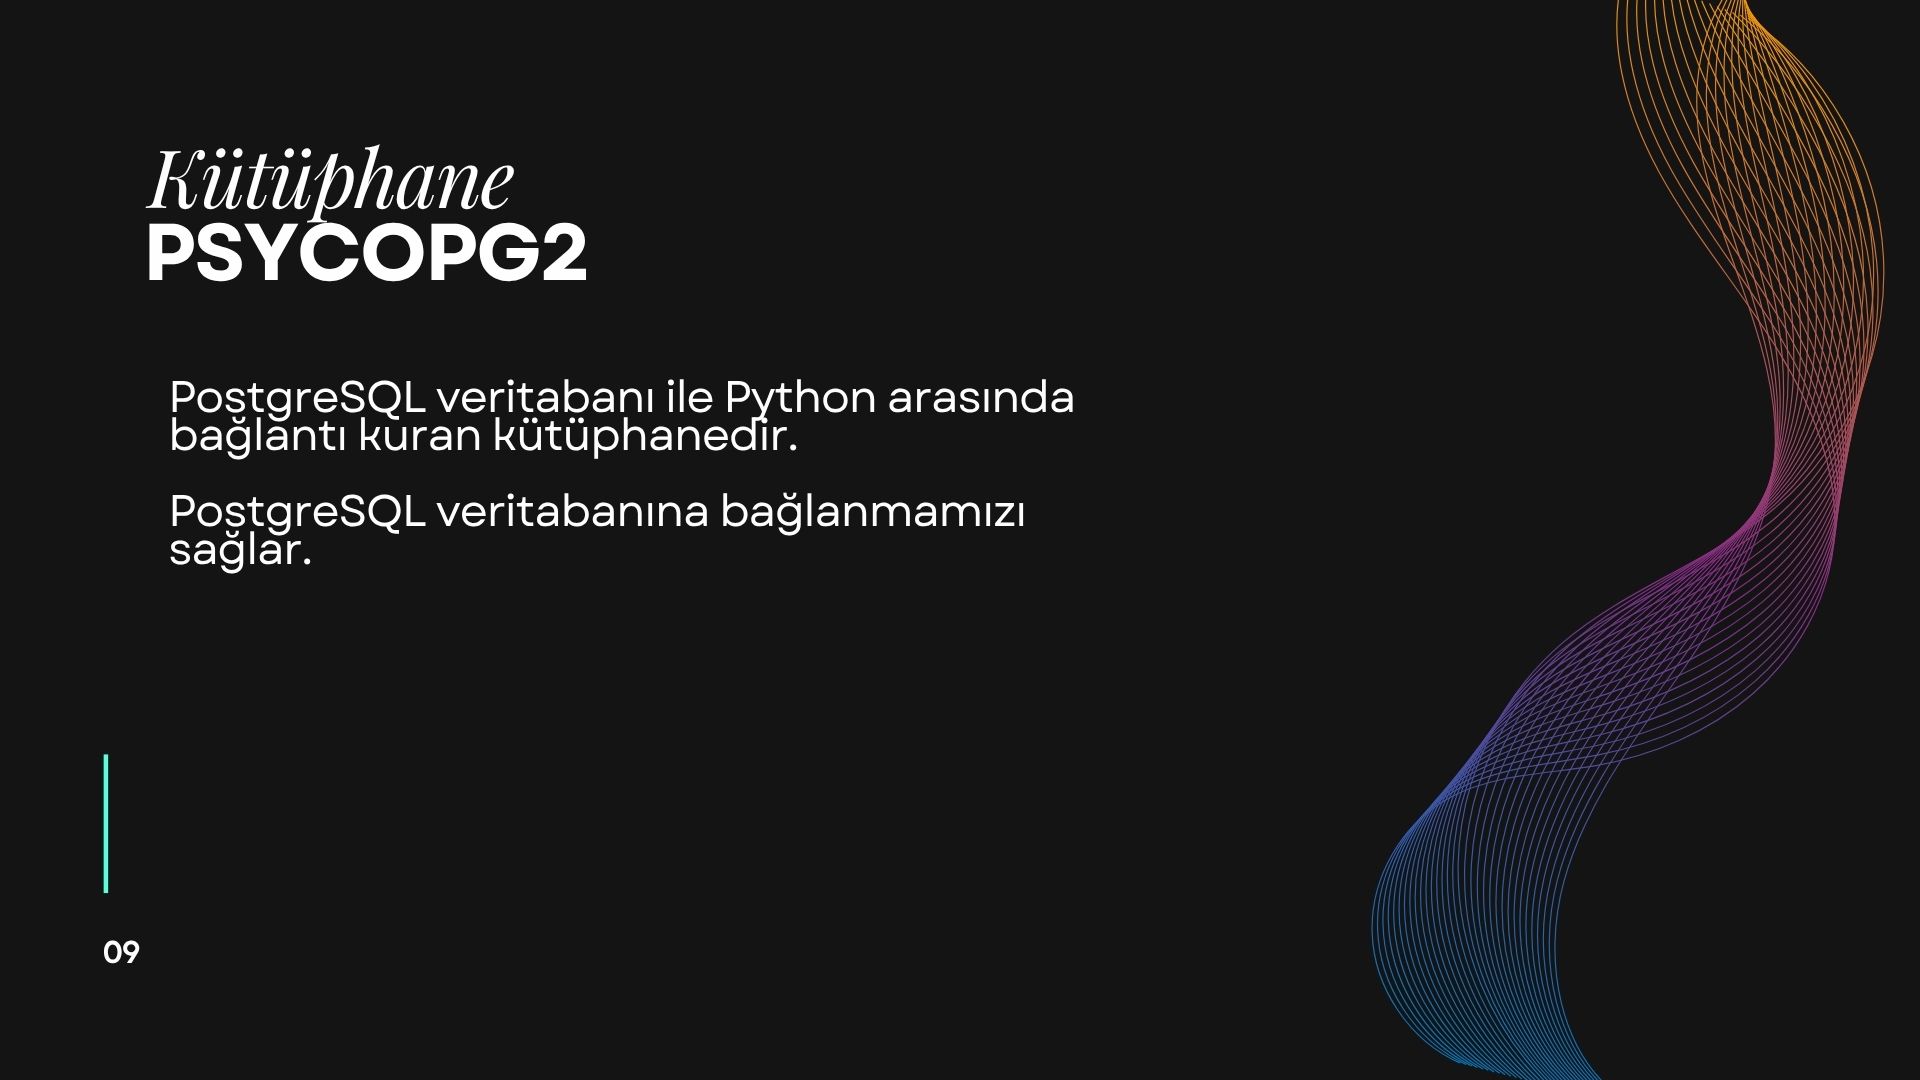 Kütüphane
PSYCOPG2
PostgreSQL veritabanı ile Python arasında
bağlantı kuran kütüphanedir.
PostgreSQL veritabanına bağlanmamızı
sağlar.
09